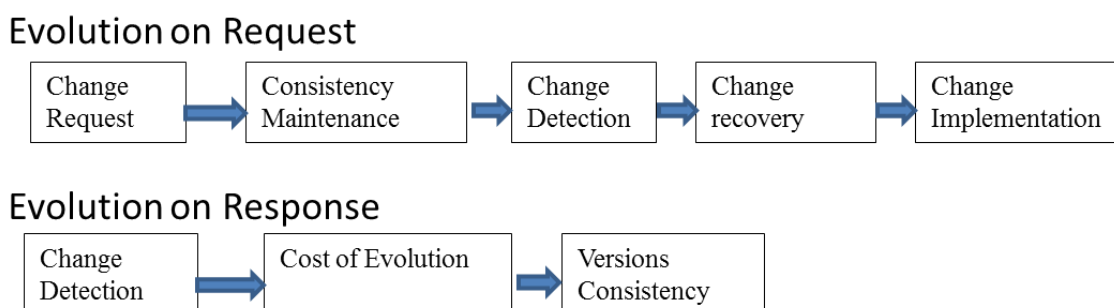 Evolution on Request
Change
Request
Consistency
Maintenance
Change
Detection
Change
recovery
Change
Implementation
Evolution on Response
Change
Detection
Cost of Evolution
Versions
Consistency